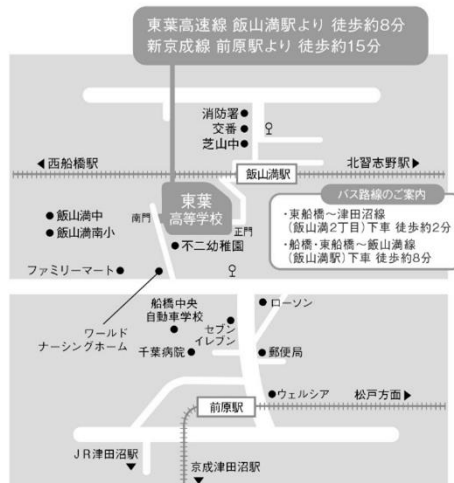 東葉高速線 飯山満駅より 徒歩約8分
新京成線 前原駅より 徒歩約15分
消防署
交番
芝山中
◀西船橋駅
北習志野駅▶
飯山満駅
東葉
高等学校
南門
正門
バス路線のご案内
・東船橋〜津田沼線
(飯山満2丁目)下車 徒歩約2分
・船橋・東船橋〜飯山満線
(飯山満駅)下車 徒歩約8分
飯山満中
飯山満南小
不二幼稚園
ファミリーマート
ワールド
ナーシングホーム
船橋中央
自動車学校
ローソン
セブン
イレブン
千葉病院
郵便局
ウェルシア
前原駅
松戸方面▶
JR津田沼駅
▼
京成津田沼駅
▼